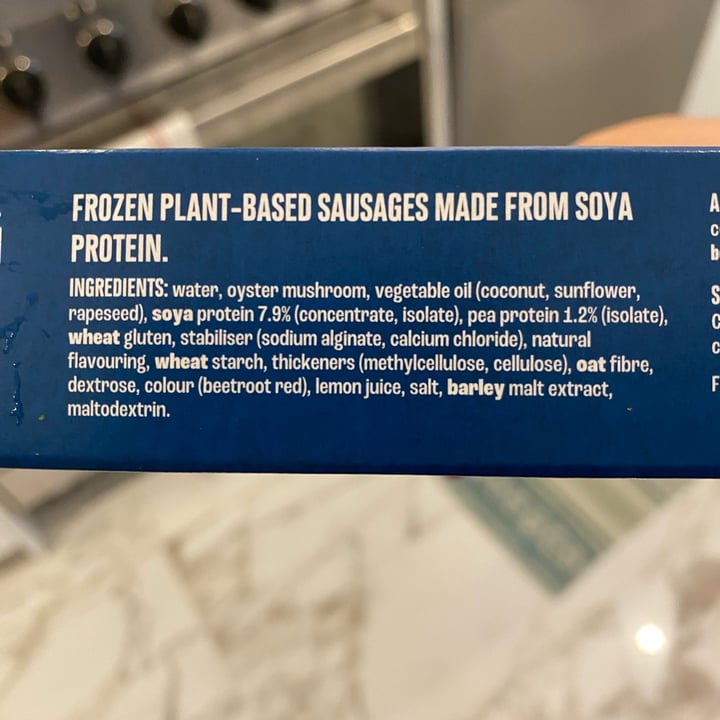 FROZEN PLANT-BASED SAUSAGES MADE FROM SOYA
PROTEIN.
INGREDIENTS: water, oyster mushroom, vegetable oil (coconut, sunflower,
rapeseed), soya protein 7.9% (concentrate, isolate), pea protein 1.2% (isolate),
wheat gluten, stabiliser (sodium alginate, calcium chloride), natural
flavouring, wheat starch, thickeners (methylcellulose, cellulose), oat fibre,
dextrose, colour (beetroot red), lemon juice, salt, barley malt extract,
maltodextrin.